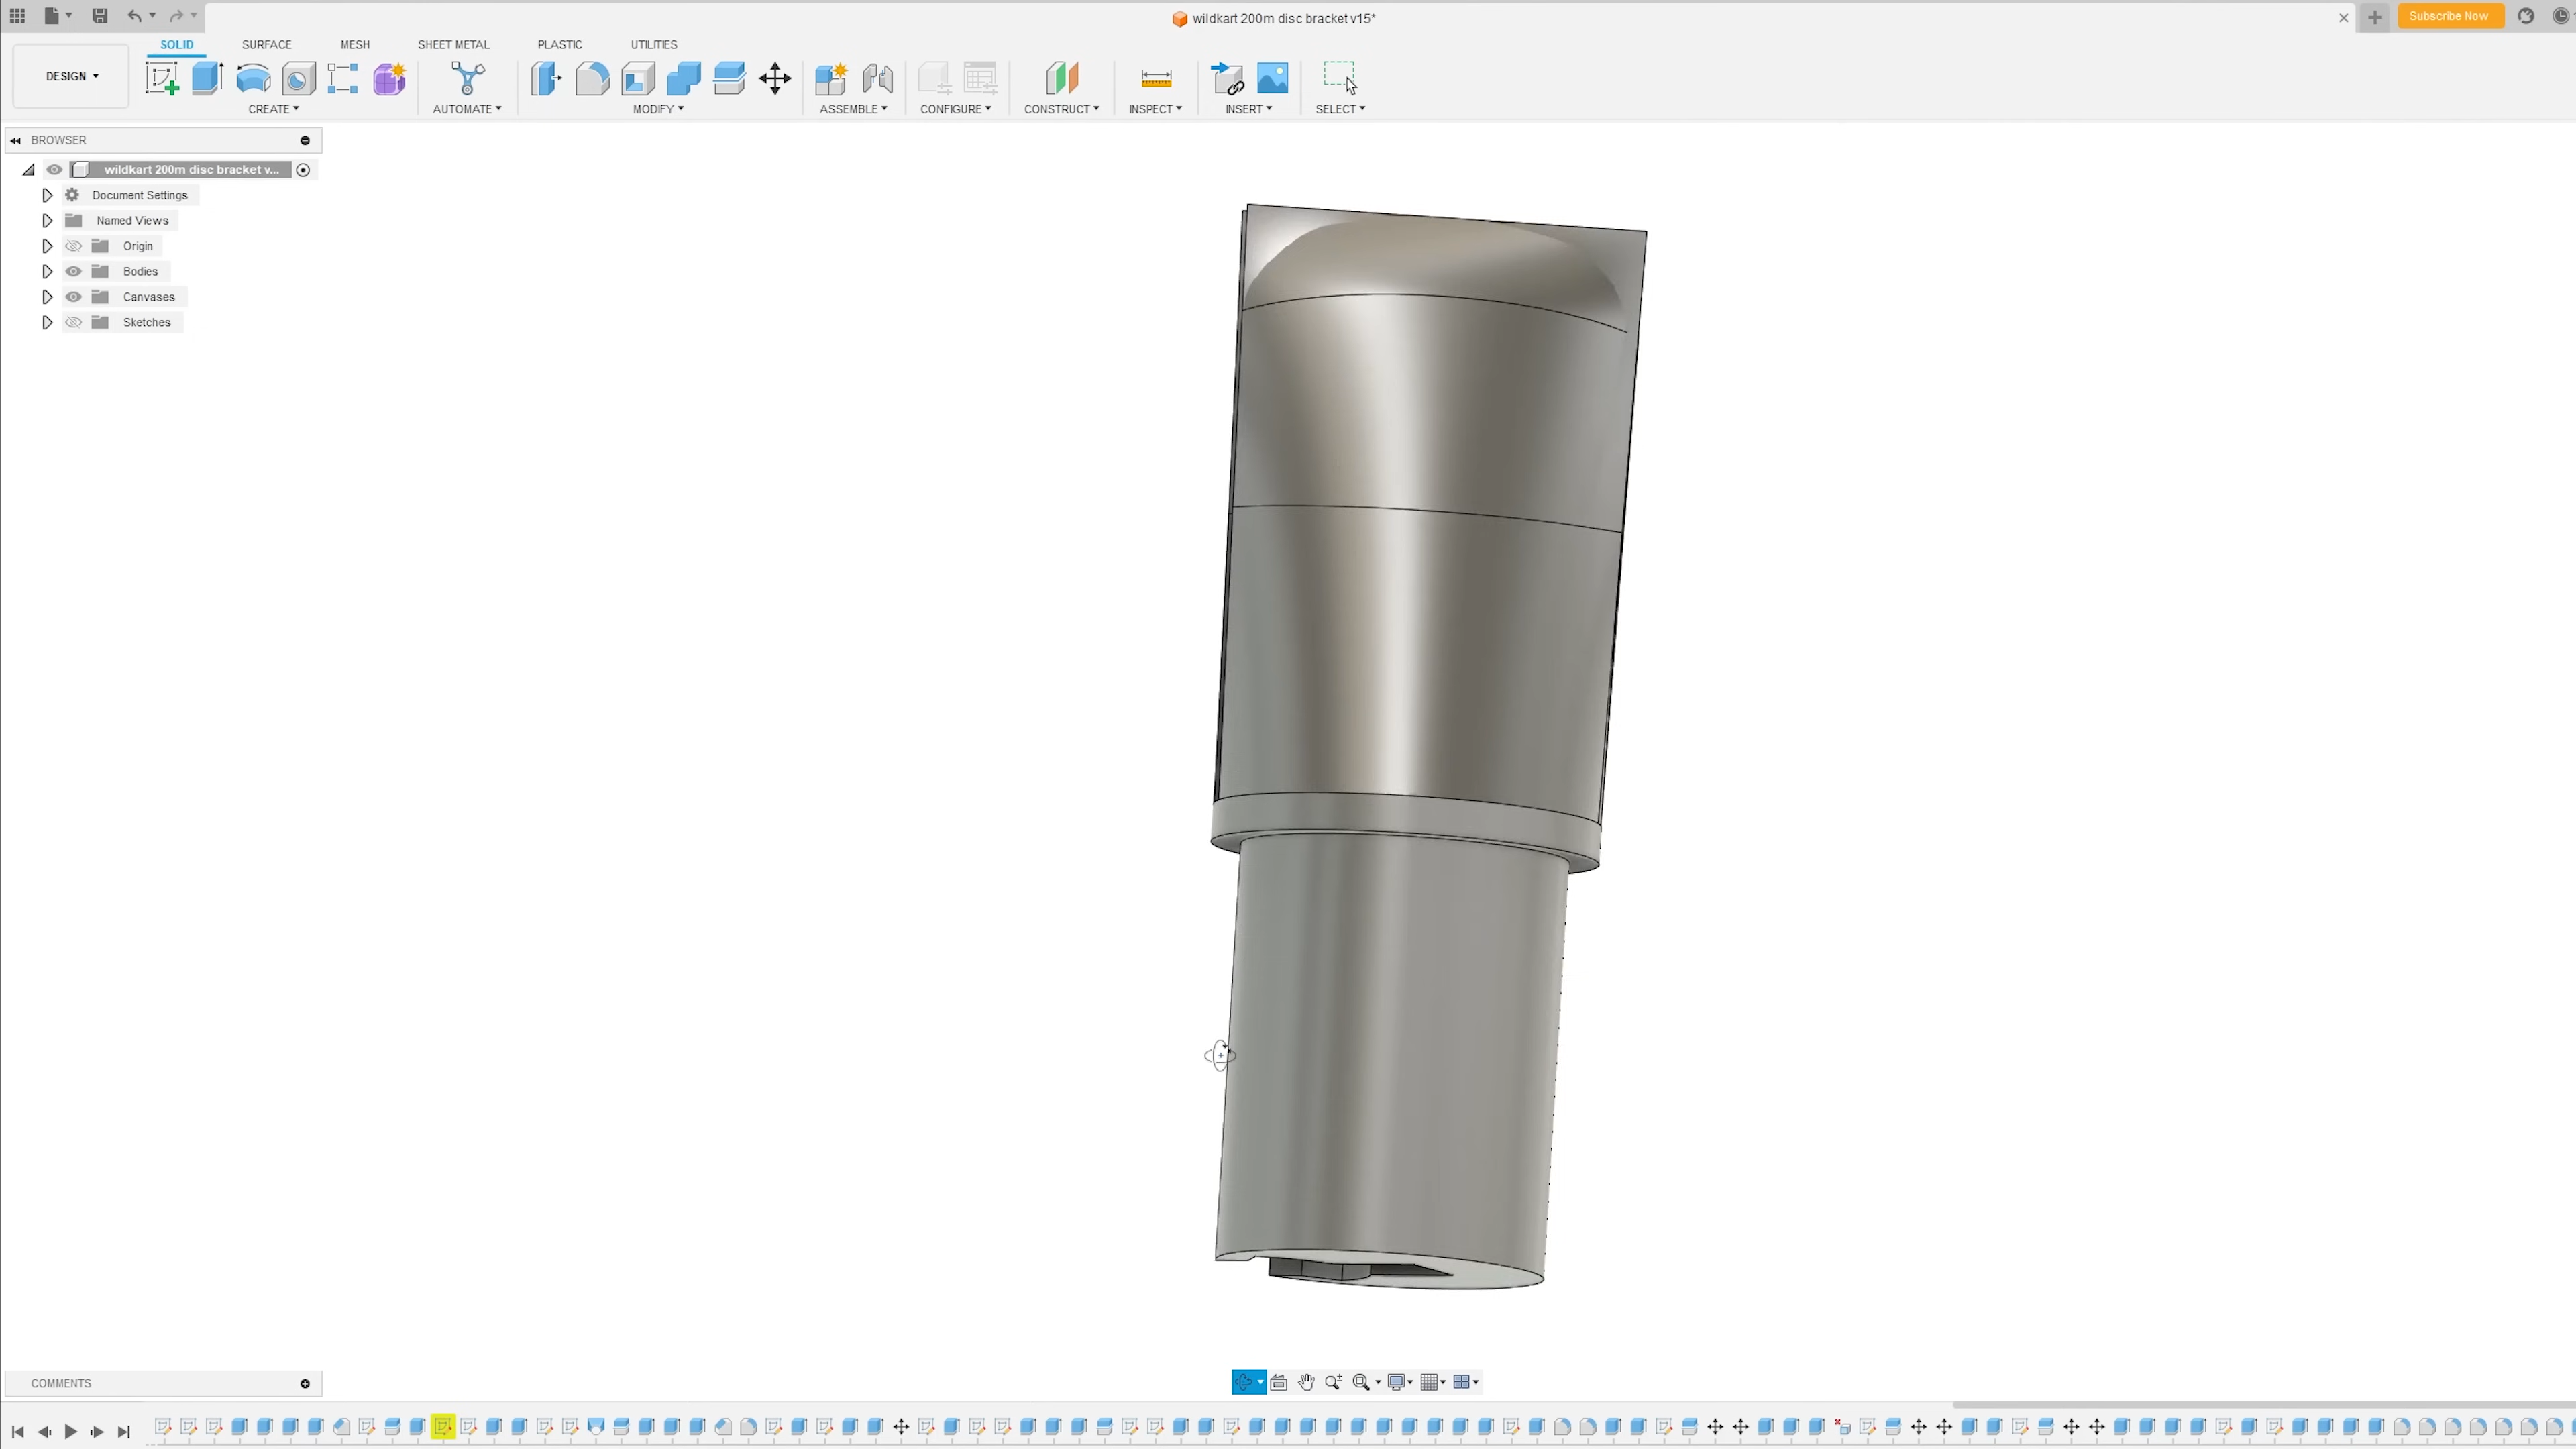 wildkart 200m disc bracket v15*
Subscribe Now
SOLID SURFACE MESH SHEET METAL PLASTIC UTILITIES
DESIGN
CREATE AUTOMATE MODIFY ASSEMBLE CONFIGURE CONSTRUCT INSPECT INSERT SELECT
BROWSER
wildkart 200m disc bracket v...
Document Settings
Named Views
Origin
Bodies
Canvases
Sketches
COMMENTS